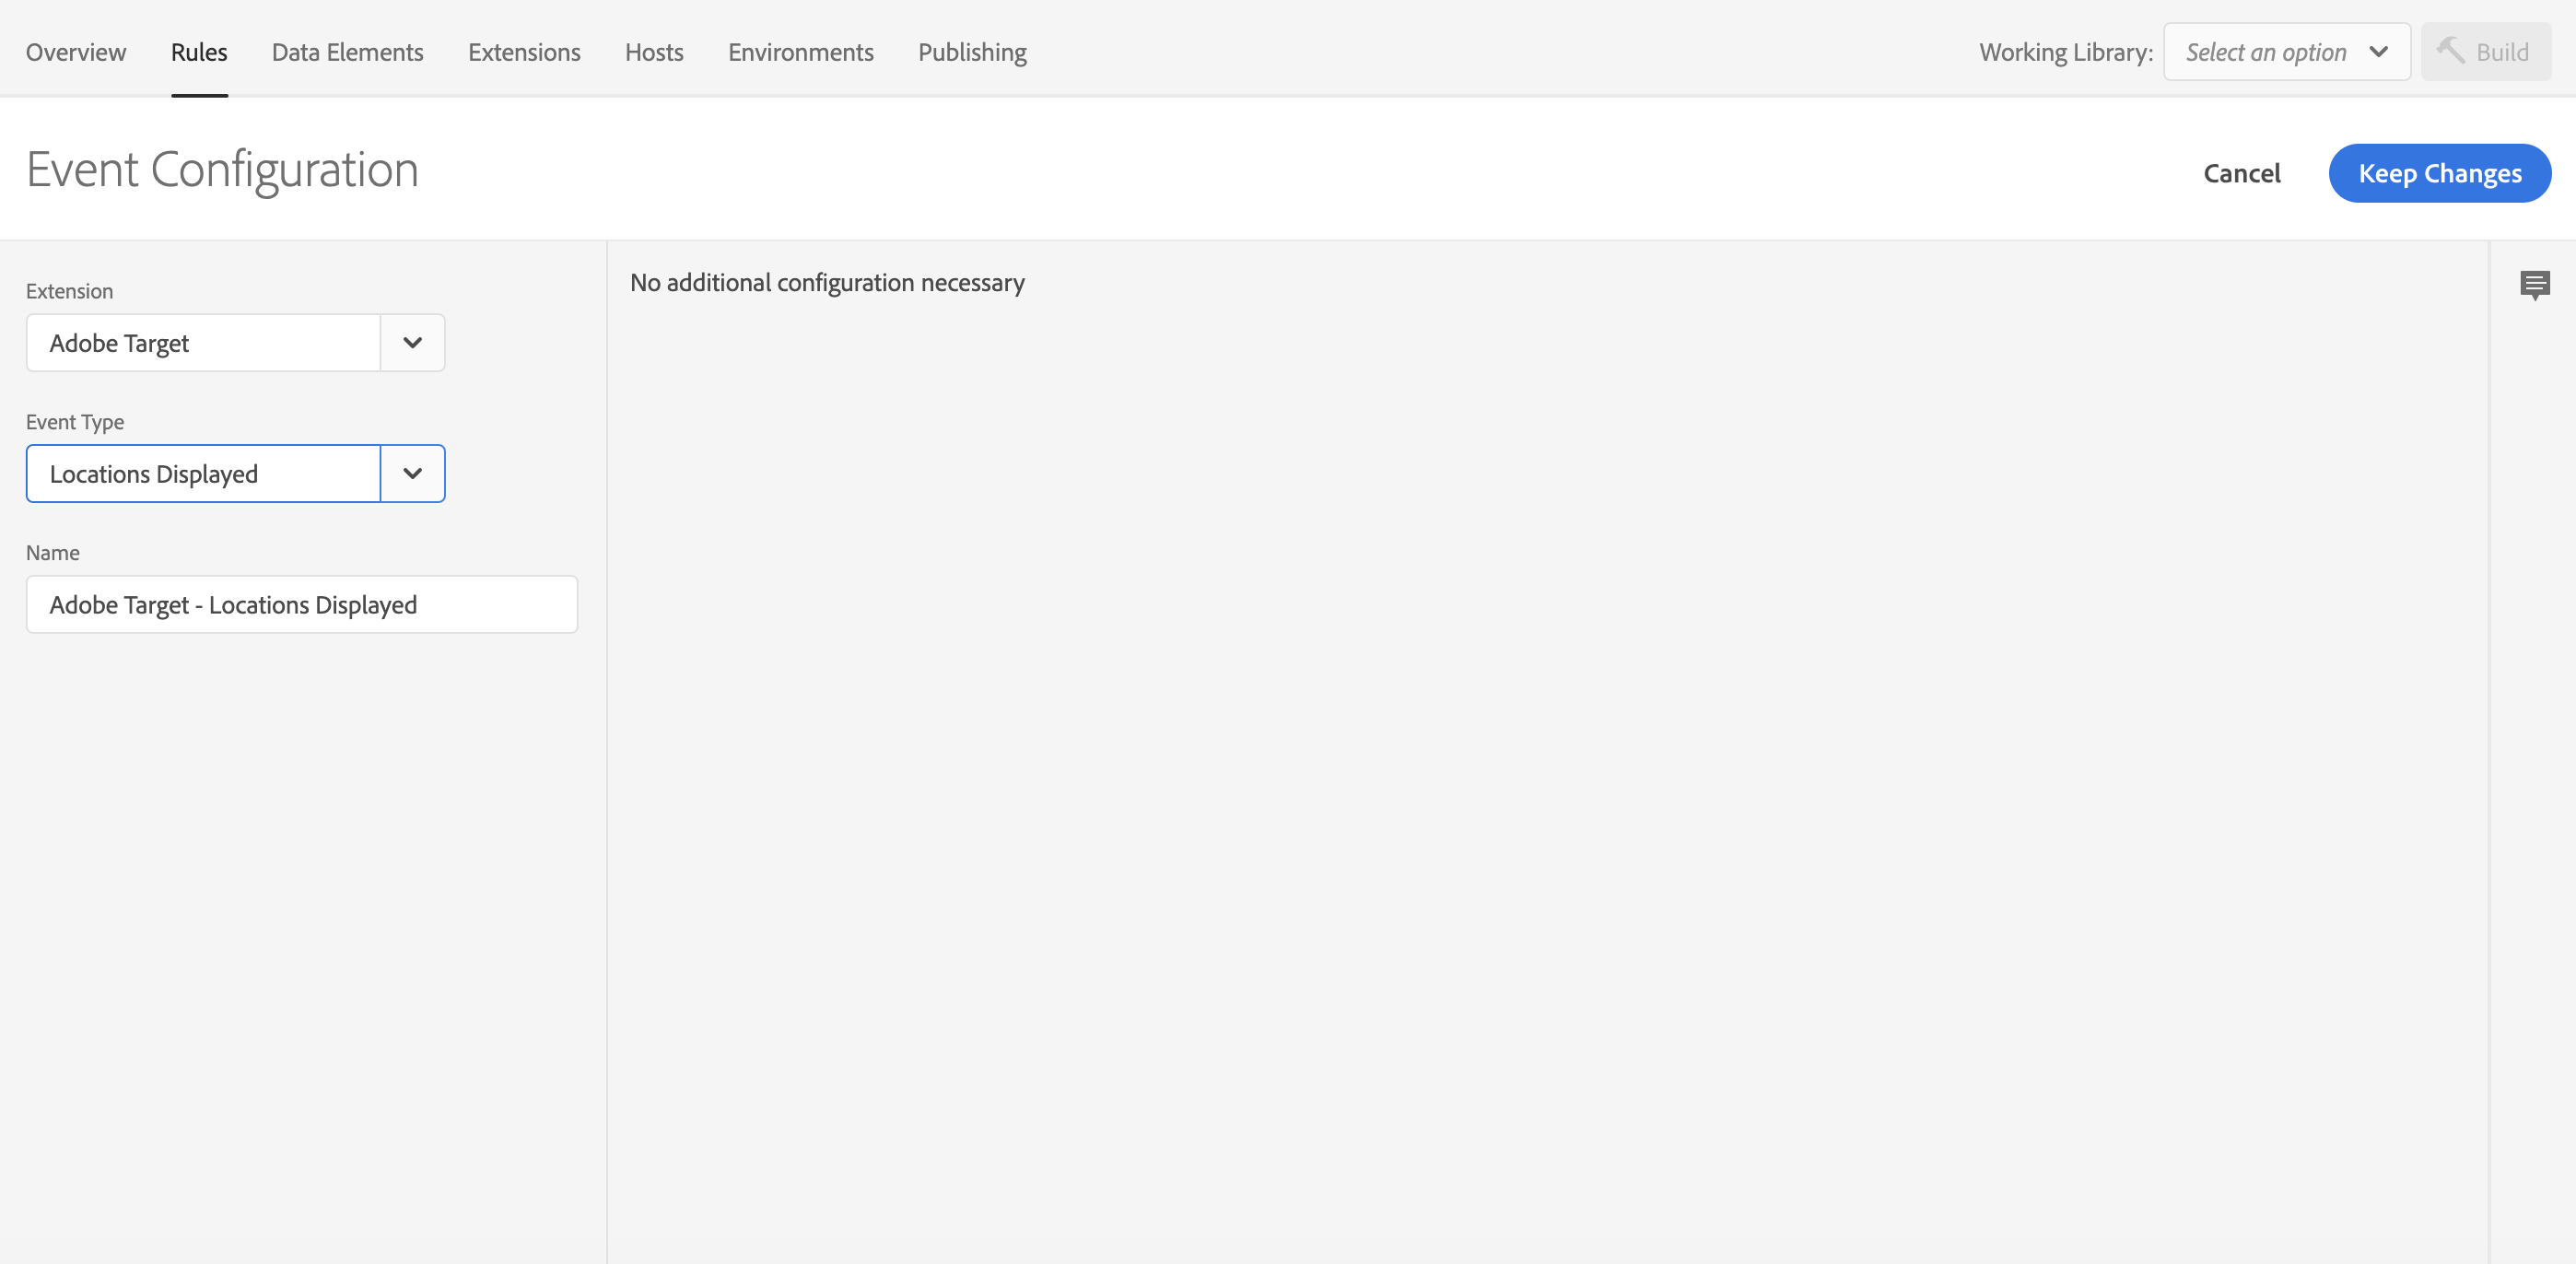 Overview Rules Data Elements Extensions Hosts Environments Publishing Working Library: Select an option Build
Event Configuration Cancel Keep Changes
Extension
Adobe Target
Event Type
Locations Displayed
Name
Adobe Target - Locations Displayed
No additional configuration necessary